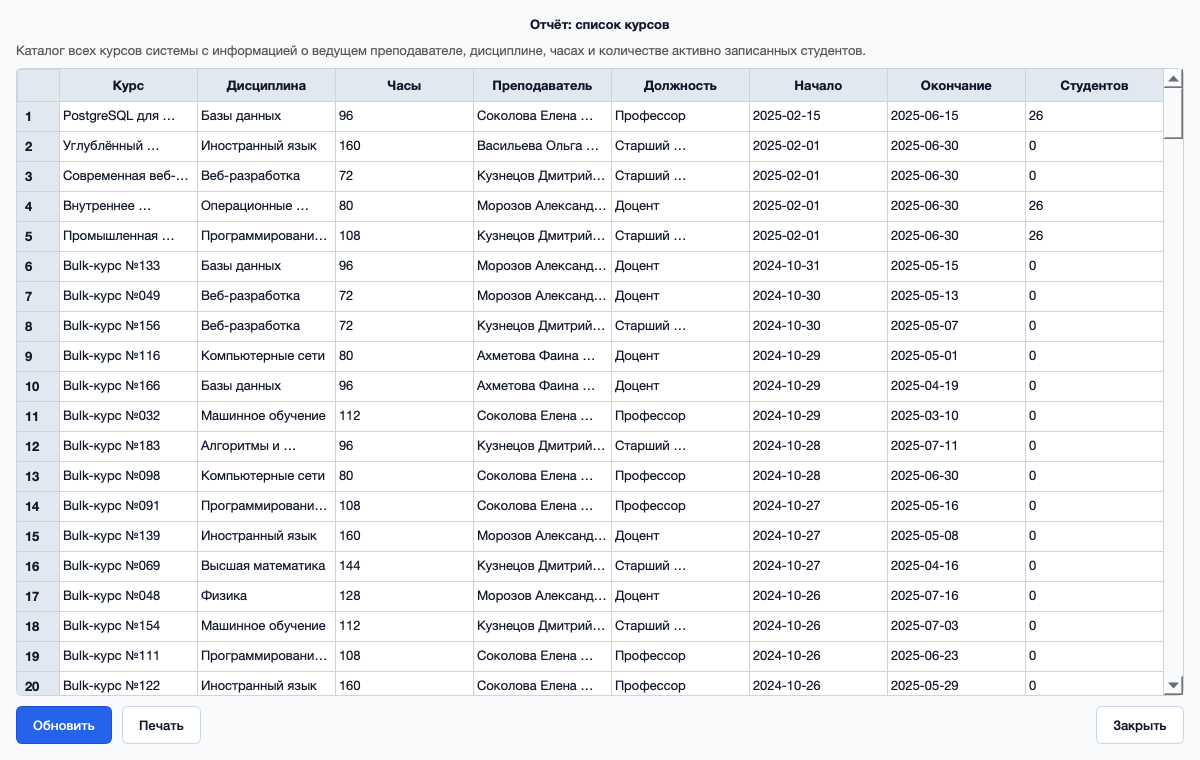 Отчёт: список курсов
Каталог всех курсов системы с информацией о ведущем преподавателе, дисциплине, часах и количестве активно записанных студентов.
Курс Дисциплина Часы Преподаватель Должность Начало Окончание Студентов
1 PostgreSQL для … Базы данных 96 Соколова Елена … Профессор 2025-02-15 2025-06-15 26
2 Углублённый … Иностранный язык 160 Васильева Ольга … Старший … 2025-02-01 2025-06-30 0
3 Современная веб-… Веб-разработка 72 Кузнецов Дмитрий… Старший … 2025-02-01 2025-06-30 0
4 Внутреннее … Операционные … 80 Морозов Александ… Доцент 2025-02-01 2025-06-30 26
5 Промышленная … Программировани… 108 Кузнецов Дмитрий… Старший … 2025-02-01 2025-06-30 26
6 Bulk-курс №133 Базы данных 96 Морозов Александ… Доцент 2024-10-31 2025-05-15 0
7 Bulk-курс №049 Веб-разработка 72 Морозов Александ… Доцент 2024-10-30 2025-05-13 0
8 Bulk-курс №156 Веб-разработка 72 Кузнецов Дмитрий… Старший … 2024-10-30 2025-05-07 0
9 Bulk-курс №116 Компьютерные сети 80 Ахметова Фаина … Доцент 2024-10-29 2025-05-01 0
10 Bulk-курс №166 Базы данных 96 Ахметова Фаина … Доцент 2024-10-29 2025-04-19 0
11 Bulk-курс №032 Машинное обучение 112 Соколова Елена … Профессор 2024-10-29 2025-03-10 0
12 Bulk-курс №183 Алгоритмы и … 96 Кузнецов Дмитрий… Старший … 2024-10-28 2025-07-11 0
13 Bulk-курс №098 Компьютерные сети 80 Соколова Елена … Профессор 2024-10-28 2025-06-30 0
14 Bulk-курс №091 Программировани… 108 Соколова Елена … Профессор 2024-10-27 2025-05-16 0
15 Bulk-курс №139 Иностранный язык 160 Морозов Александ… Доцент 2024-10-27 2025-05-08 0
16 Bulk-курс №069 Высшая математика 144 Кузнецов Дмитрий… Старший … 2024-10-27 2025-04-16 0
17 Bulk-курс №048 Физика 128 Морозов Александ… Доцент 2024-10-26 2025-07-16 0
18 Bulk-курс №154 Машинное обучение 112 Кузнецов Дмитрий… Старший … 2024-10-26 2025-07-03 0
19 Bulk-курс №111 Программировани… 108 Соколова Елена … Профессор 2024-10-26 2025-06-23 0
20 Bulk-курс №122 Иностранный язык 160 Соколова Елена … Профессор 2024-10-26 2025-05-29 0
Обновить Печать Закрыть